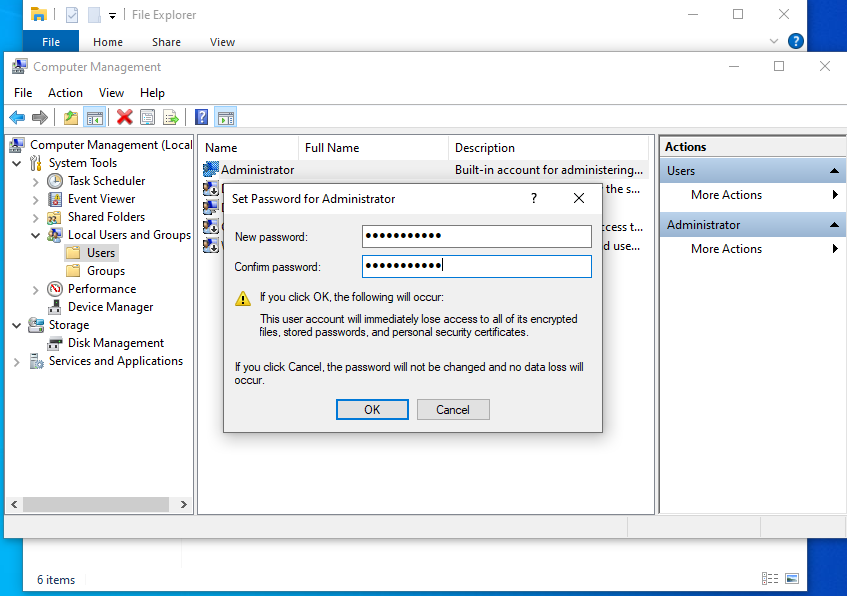 File Explorer
File Home Share View
Computer Management
File Action View Help
Computer Management (Local
System Tools
Task Scheduler
Event Viewer
Shared Folders
Local Users and Groups
Users
Groups
Performance
Device Manager
Storage
Disk Management
Services and Applications
Name Full Name Description
Administrator Built-in account for administering...
the s...
ccess t...
d use...
Set Password for Administrator
New password: ●●●●●●●●●●●
Confirm password: ●●●●●●●●●●●
If you click OK, the following will occur:
This user account will immediately lose access to all of its encrypted
files, stored passwords, and personal security certificates.
If you click Cancel, the password will not be changed and no data loss will
occur.
OK Cancel
Actions
Users
More Actions
Administrator
More Actions
6 items